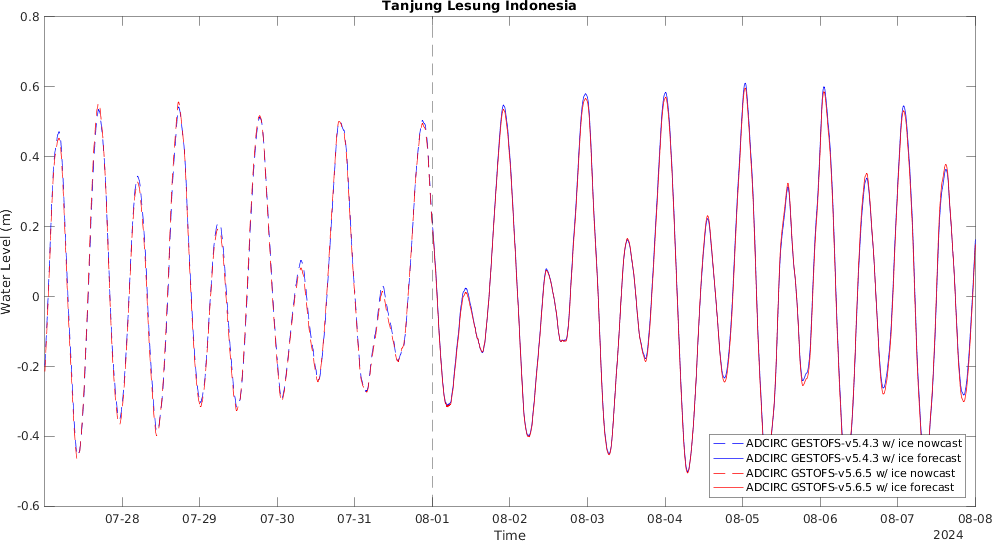 Tanjung Lesung Indonesia
Water Level (m)
0.8
0.6
0.4
0.2
0
-0.2
-0.4
-0.6
ADCIRC GESTOFS-v5.4.3 w/ ice nowcast
ADCIRC GESTOFS-v5.4.3 w/ ice forecast
ADCIRC GSTOFS-v5.6.5 w/ ice nowcast
ADCIRC GSTOFS-v5.6.5 w/ ice forecast
07-28 07-29 07-30 07-31 08-01 08-02 08-03 08-04 08-05 08-06 08-07 08-08
Time
2024